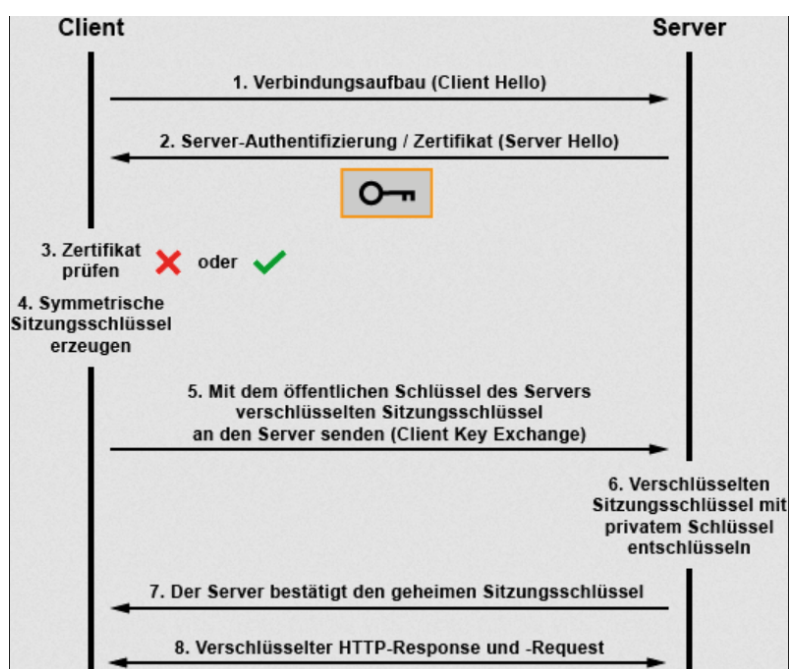 Client
Server
1. Verbindungsaufbau (Client Hello)
2. Server-Authentifizierung / Zertifikat (Server Hello)
3. Zertifikat
prüfen
oder
4. Symmetrische
Sitzungsschlüssel
erzeugen
5. Mit dem öffentlichen Schlüssel des Servers
verschlüsselten Sitzungsschlüssel
an den Server senden (Client Key Exchange)
6. Verschlüsselten
Sitzungsschlüssel mit
privatem Schlüssel
entschlüsseln
7. Der Server bestätigt den geheimen Sitzungsschlüssel
8. Verschlüsselter HTTP-Response und -Request